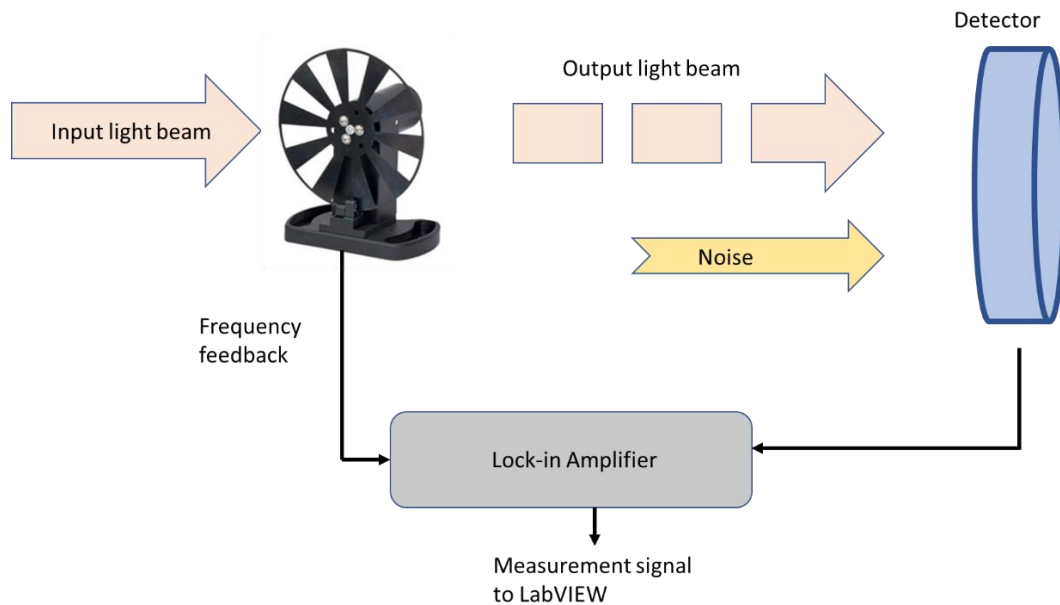 Detector
Output light beam
Input light beam
Noise
Frequency
feedback
Lock-in Amplifier
Measurement signal
to LabVIEW